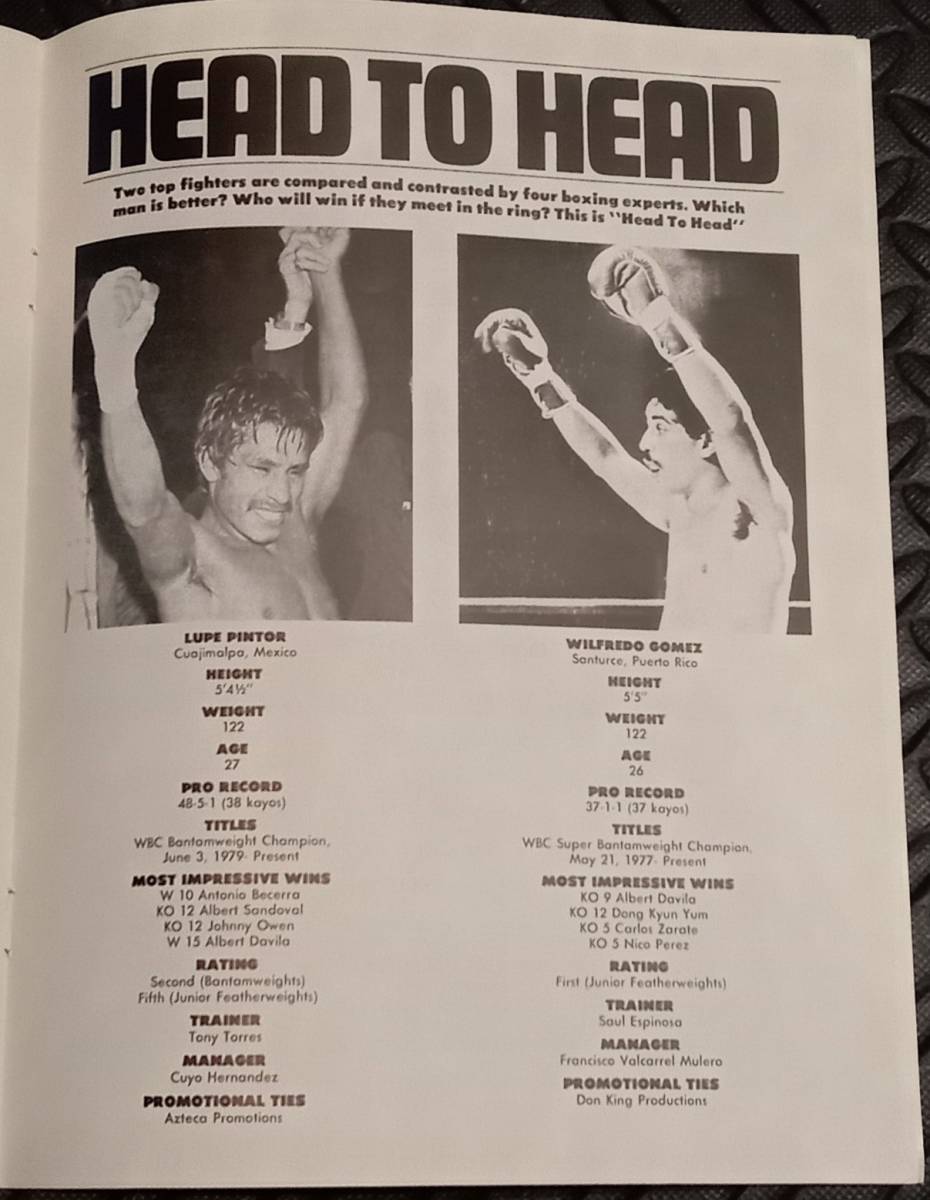 HEAD TO HEAD
Two top fighters are compared and contrasted by four boxing experts. Which
man is better? Who will win if they meet in the ring? This is "Head To Head"
LUPE PINTOR
Cuajimalpa, Mexico
HEIGHT
5'4½"
WEIGHT
122
AGE
27
PRO RECORD
48-5-1 (38 kayos)
TITLES
WBC Bantamweight Champion,
June 3, 1979- Present
MOST IMPRESSIVE WINS
W 10 Antonio Becerra
KO 12 Albert Sandoval
KO 12 Johnny Owen
W 15 Albert Davila
RATING
Second (Bantamweights)
Fifth (Junior Featherweights)
TRAINER
Tony Torres
MANAGER
Cuyo Hernandez
PROMOTIONAL TIES
Azteca Promotions
WILFREDO GOMEZ
Santurce, Puerto Rico
HEIGHT
5'5"
WEIGHT
122
AGE
26
PRO RECORD
37-1-1 (37 kayos)
TITLES
WBC Super Bantamweight Champion,
May 21, 1977- Present
MOST IMPRESSIVE WINS
KO 9 Albert Davila
KO 12 Dong Kyun Yum
KO 5 Carlos Zarate
KO 5 Nico Perez
RATING
First (Junior Featherweights)
TRAINER
Saul Espinosa
MANAGER
Francisco Valcarrel Mulero
PROMOTIONAL TIES
Don King Productions